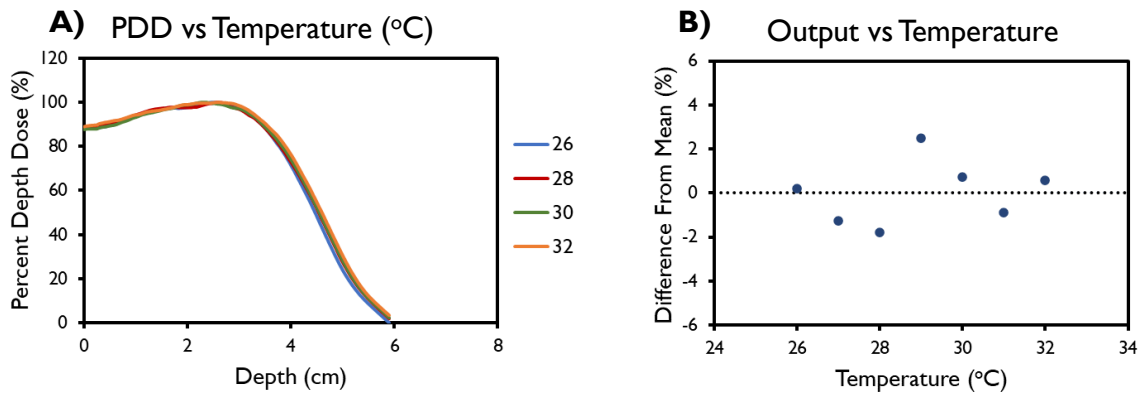 A) PDD vs Temperature (°C)
120
100
80
60
40
20
0
Percent Depth Dose (%)
0 2 4 6 8
Depth (cm)
26
28
30
32
B) Output vs Temperature
6
4
2
0
-2
-4
-6
Difference From Mean (%)
24 26 28 30 32 34
Temperature (°C)